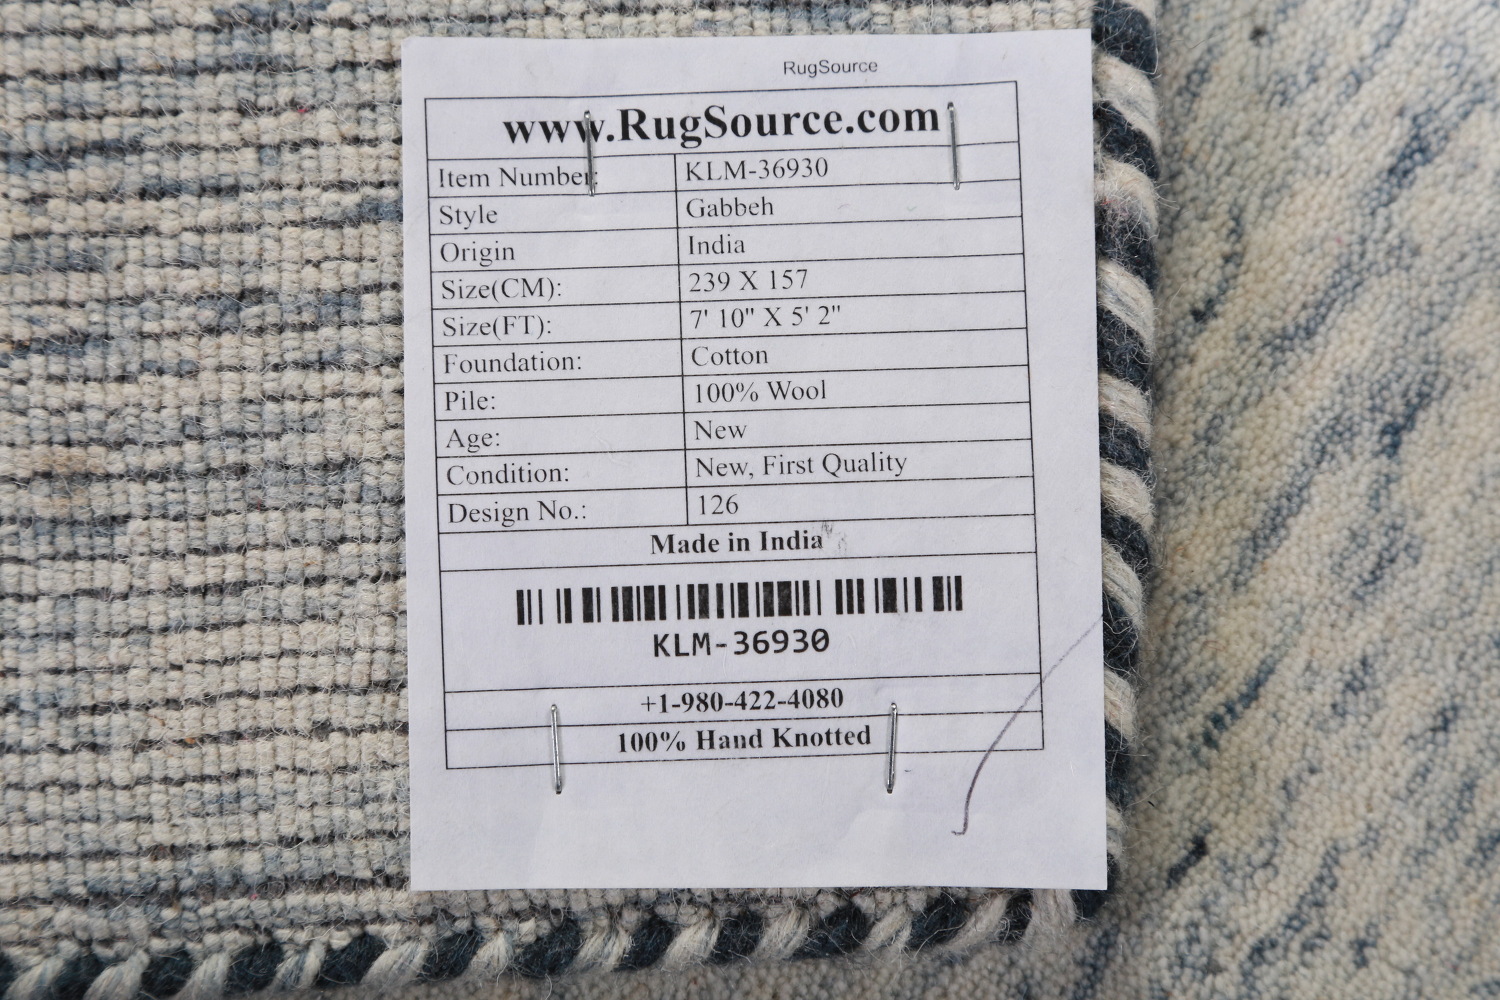 RugSource
www.RugSource.com
Item Number: KLM-36930
Style Gabbeh
Origin India
Size(CM): 239 X 157
Size(FT): 7' 10" X 5' 2"
Foundation: Cotton
Pile: 100% Wool
Age: New
Condition: New, First Quality
Design No.: 126
Made in India
KLM-36930
+1-980-422-4080
100% Hand Knotted